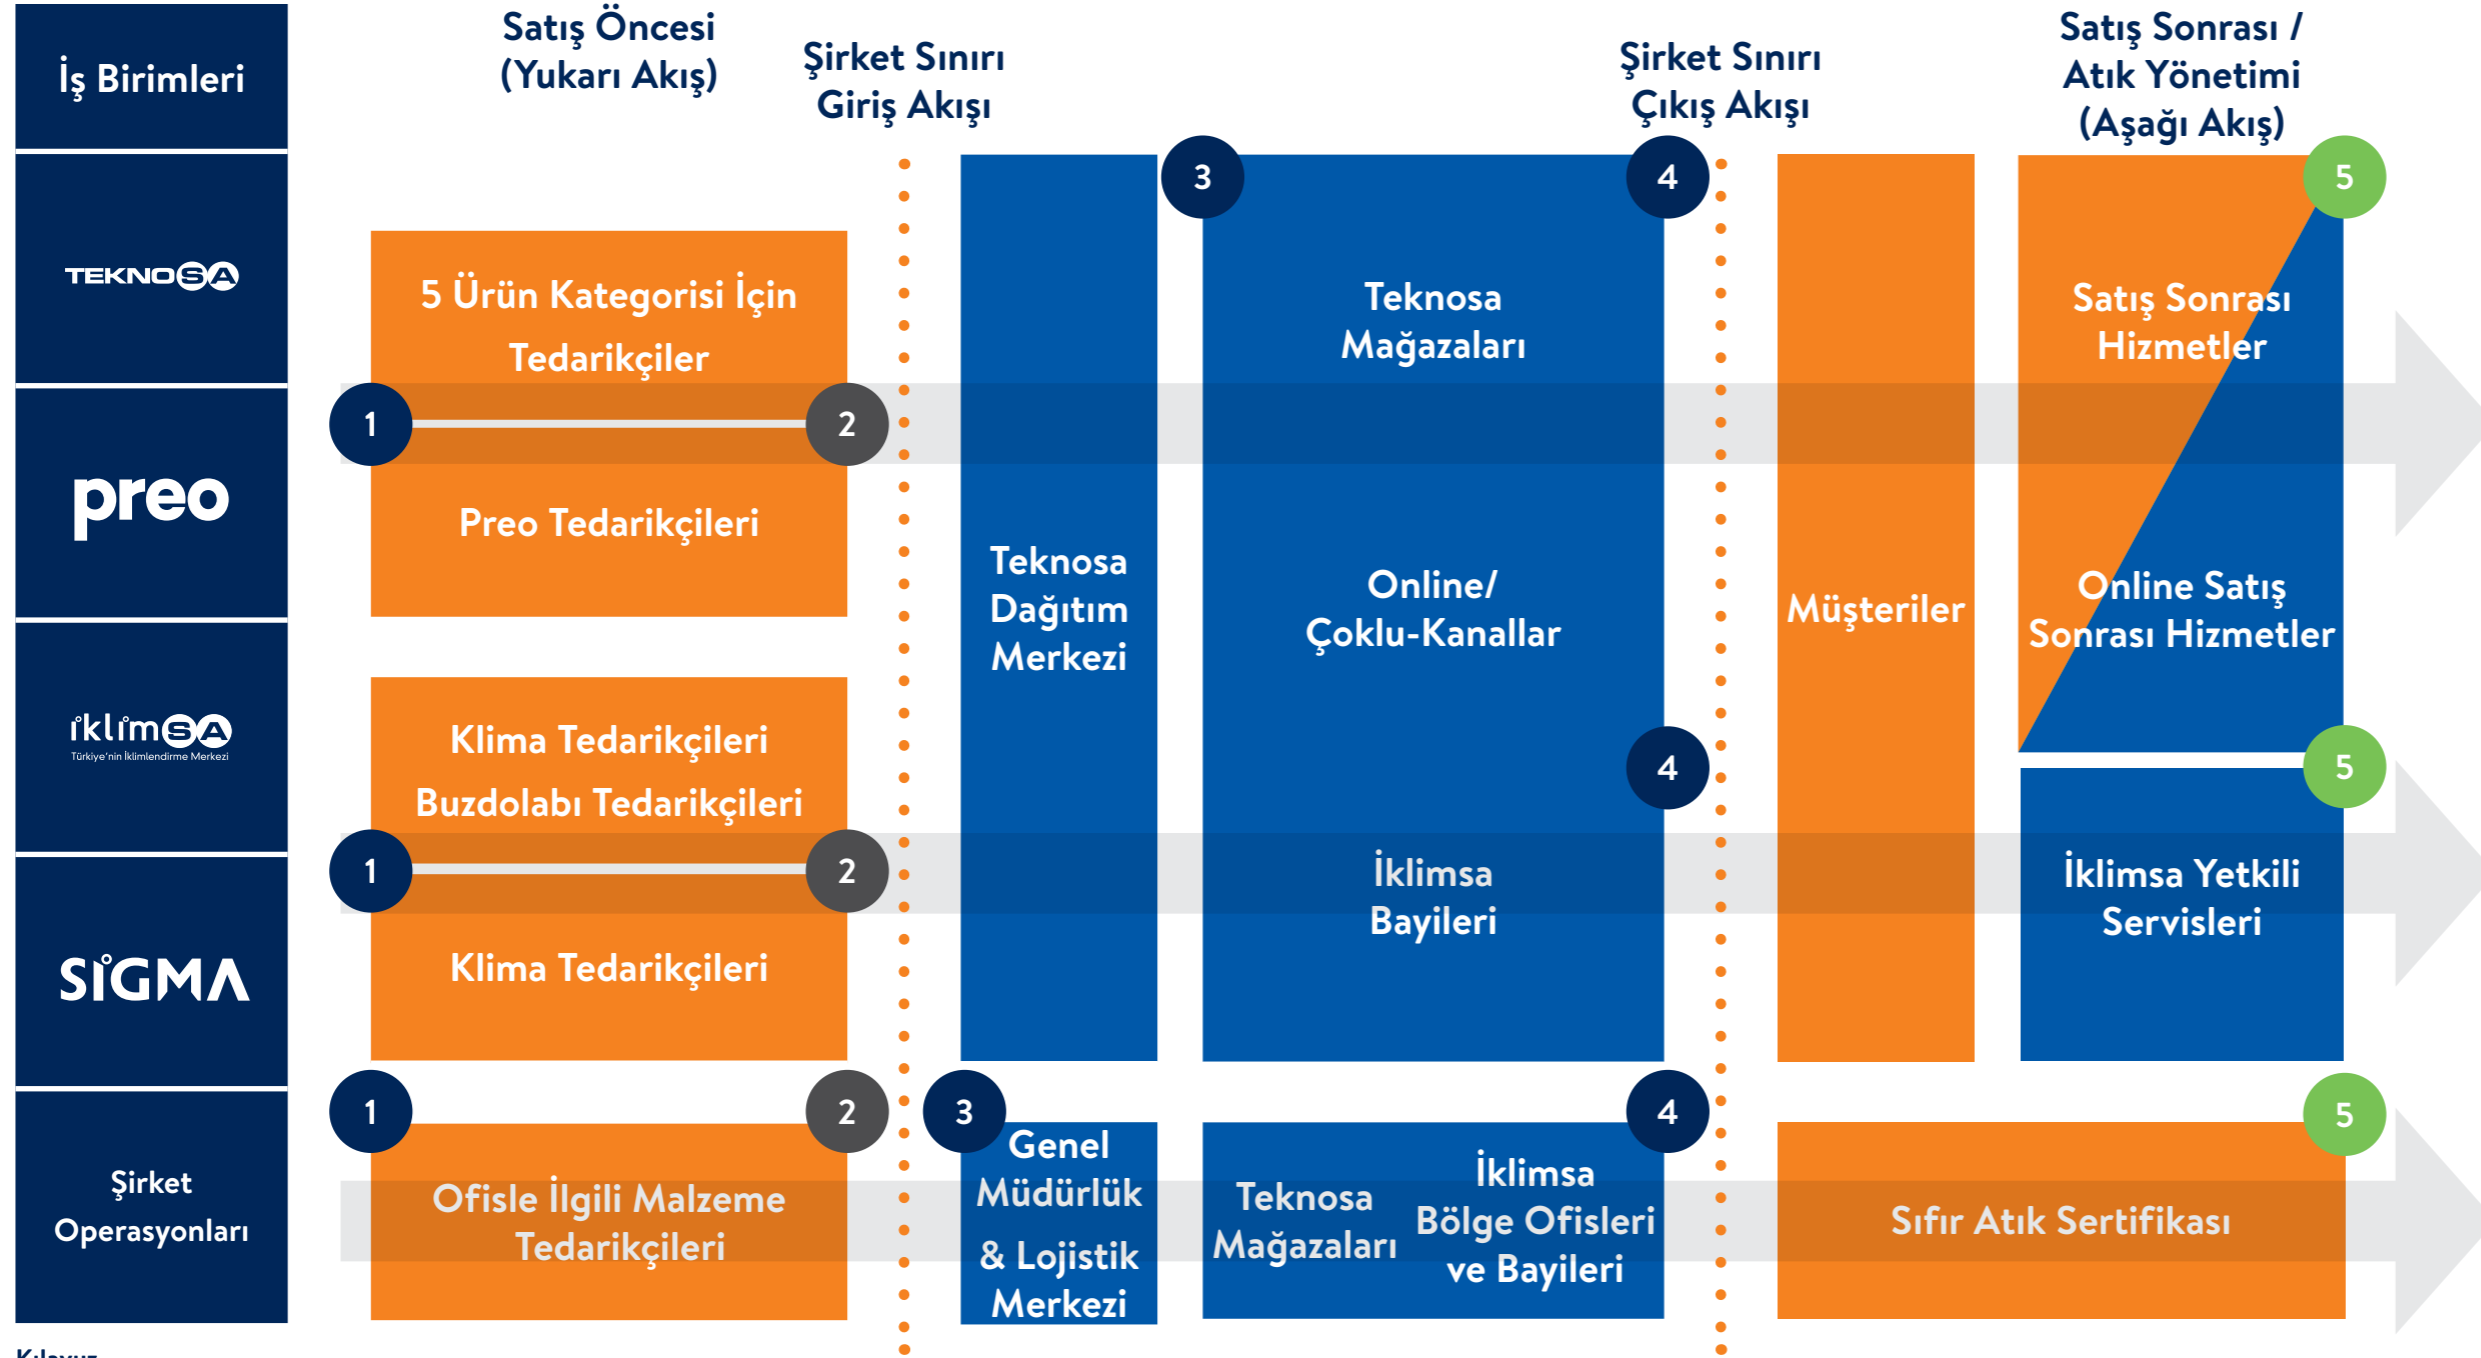 İş Birimleri
Satış Öncesi
(Yukarı Akış)
Şirket Sınırı
Giriş Akışı
Şirket Sınırı
Çıkış Akışı
Satış Sonrası /
Atık Yönetimi
(Aşağı Akış)
TEKNOSA
preo
iklimSA
Türkiye'nin İklimlendirme Merkezi
SIGMA
Şirket
Operasyonları
5 Ürün Kategorisi İçin
Tedarikçiler
1
2
Preo Tedarikçileri
Klima Tedarikçileri
Buzdolabı Tedarikçileri
1
2
Klima Tedarikçileri
1
2
Ofisle İlgili Malzeme
Tedarikçileri
Teknosa
Dağıtım
Merkezi
3
4
Teknosa
Mağazaları
Online/
Çoklu-Kanallar
4
İklimsa
Bayileri
3
Genel
Müdürlük
& Lojistik
Merkezi
4
Teknosa
Mağazaları
İklimsa
Bölge Ofisleri
ve Bayileri
Müşteriler
5
Satış Sonrası
Hizmetler
Online Satış
Sonrası Hizmetler
5
İklimsa Yetkili
Servisleri
5
Sıfır Atık Sertifikası
Kılavuz